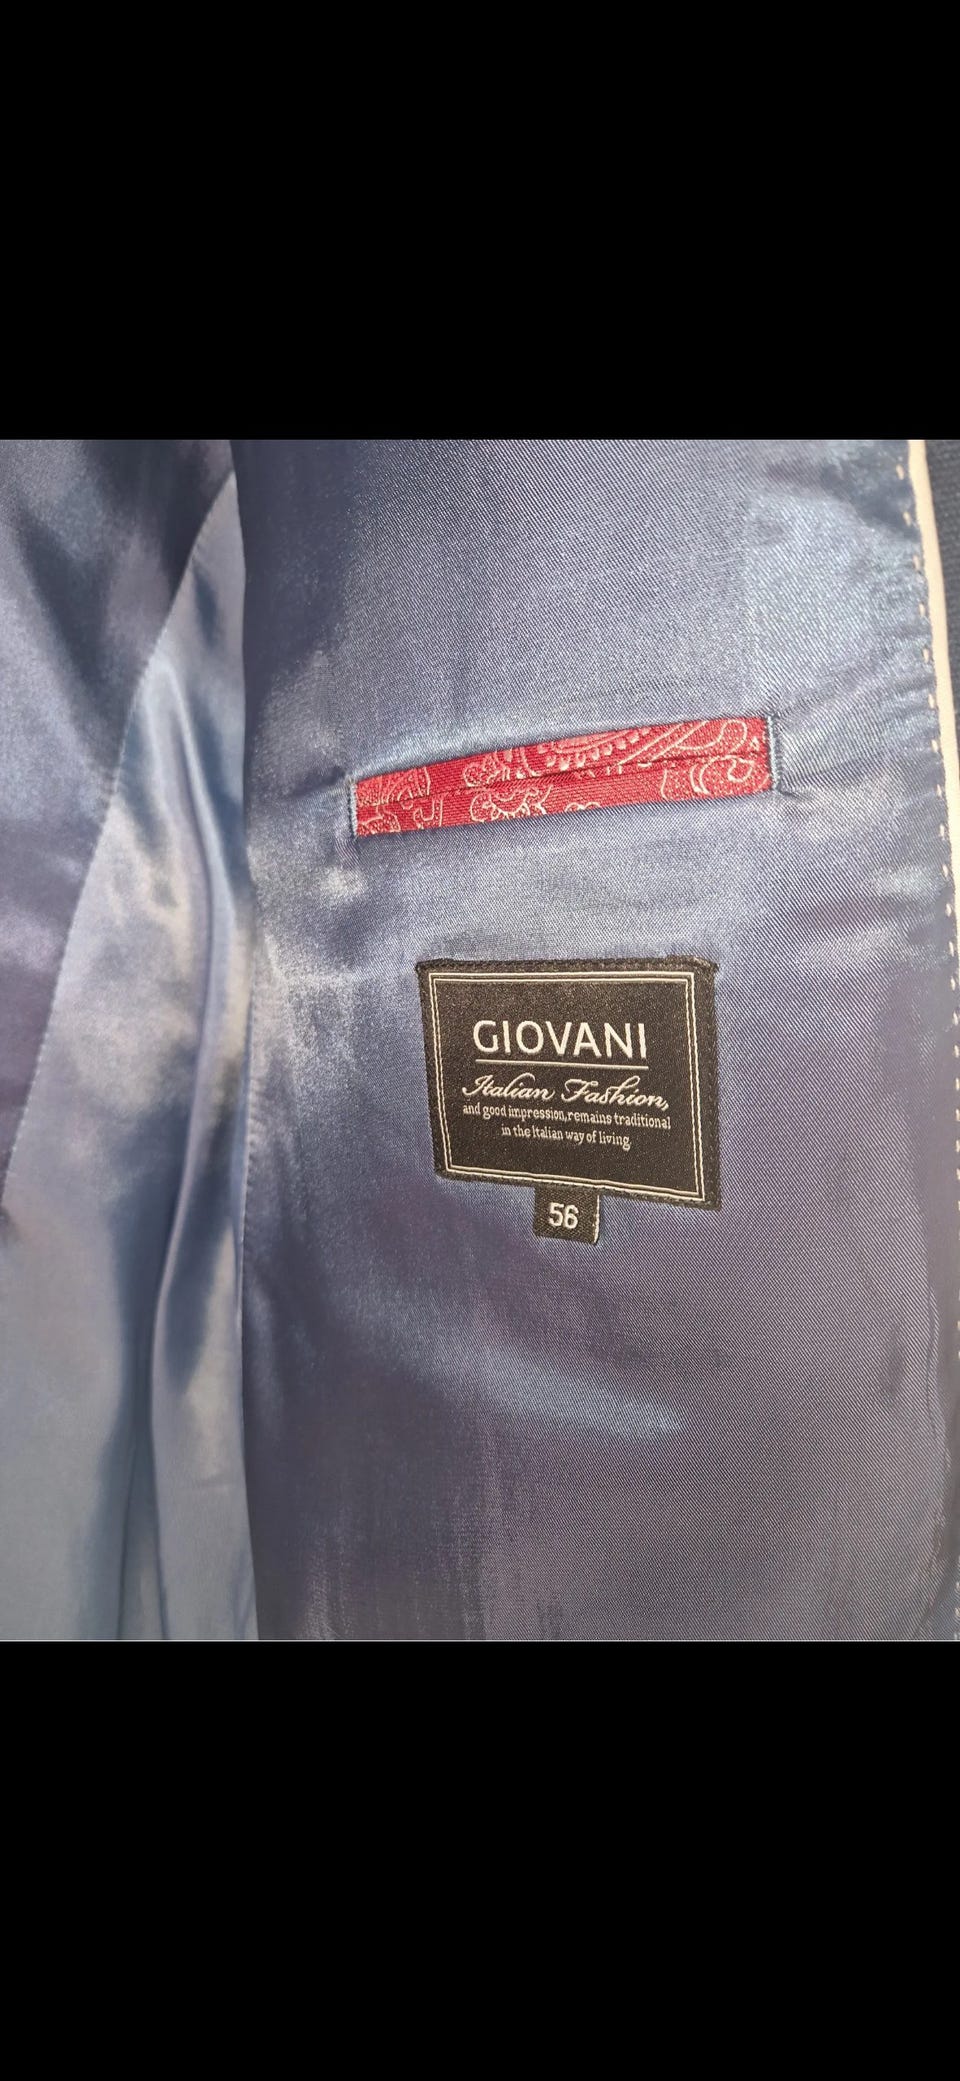 GIOVANI
Italian Fashion,
and good impression,remains traditional
in the Italian way of living
56